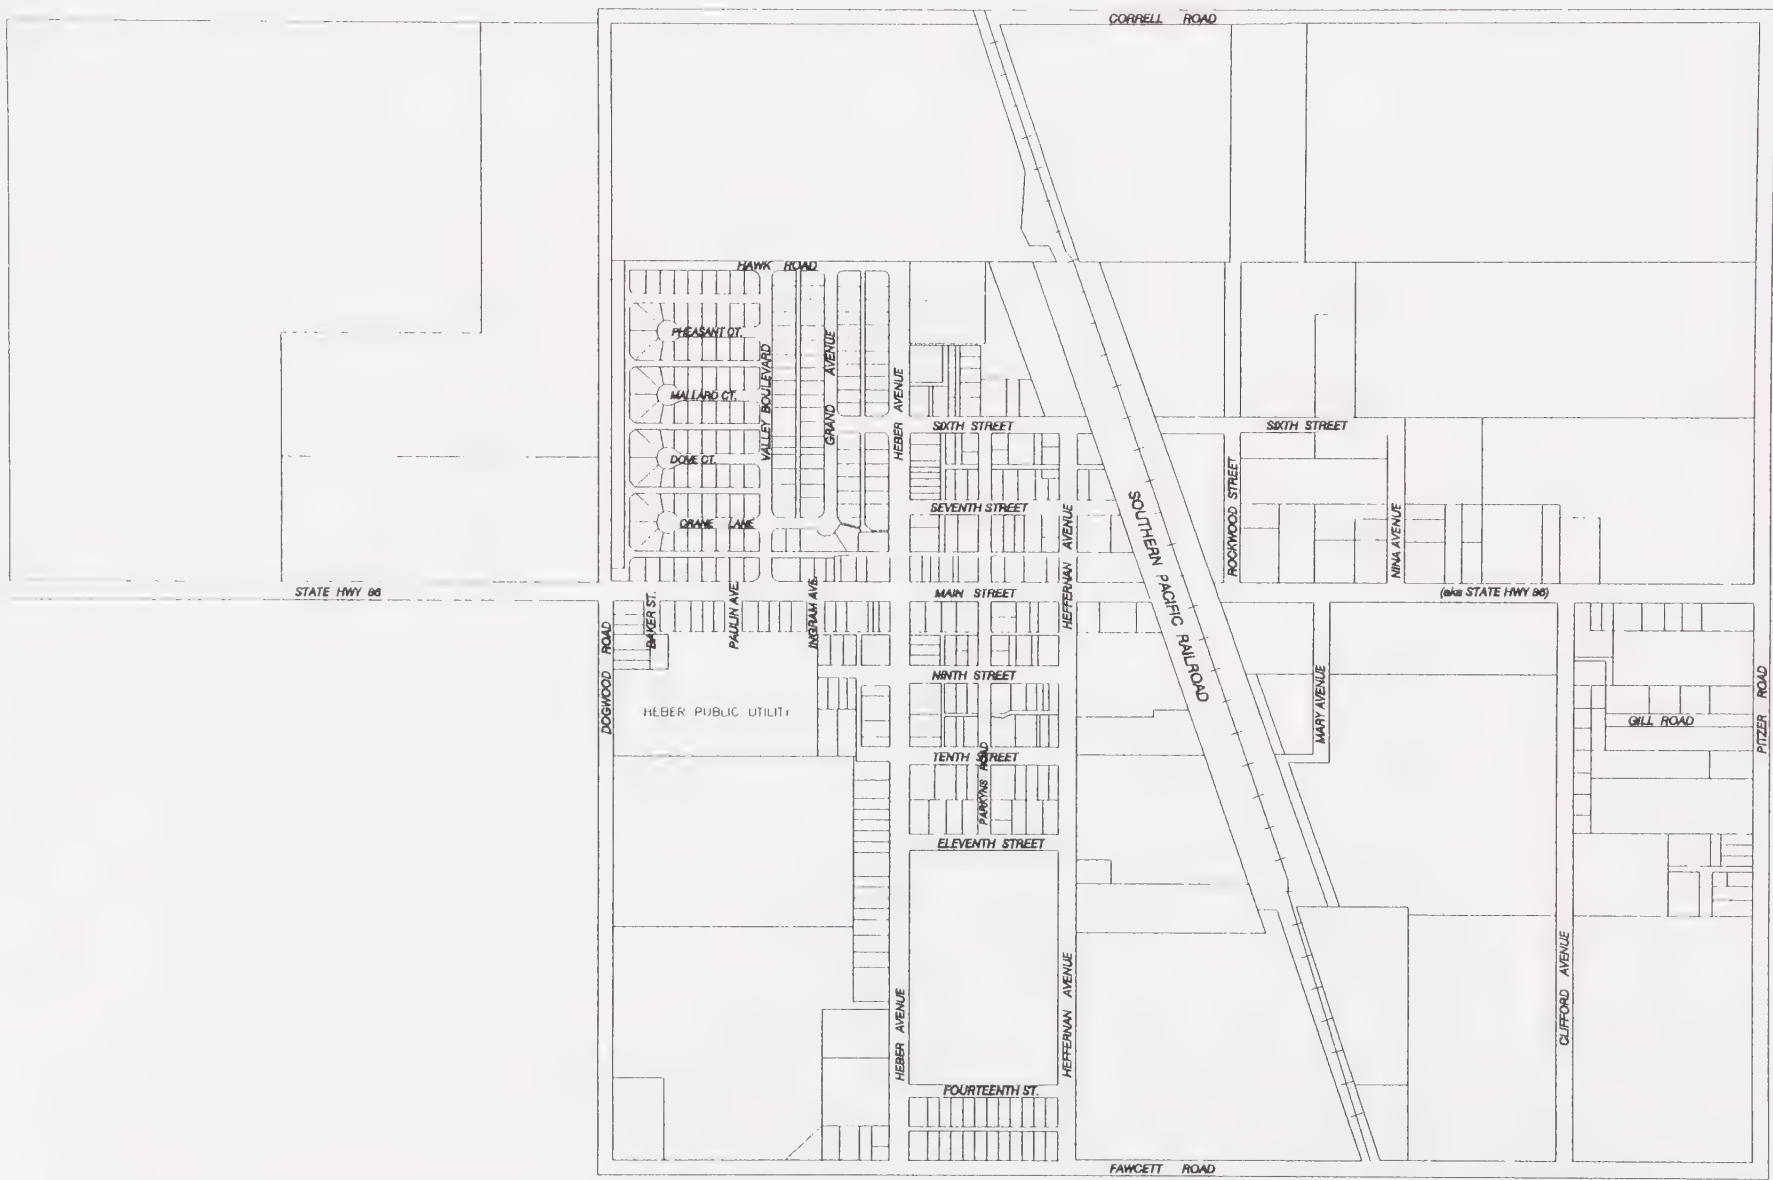 CORRELL ROAD
HAWK ROAD
PHEASANT CT.
MALLARD CT.
DOVE CT.
CRANE LANE
VALLEY BOULEVARD
GRAND AVENUE
HEBER AVENUE
SIXTH STREET
SIXTH STREET
SEVENTH STREET
HEFFERNAN AVENUE
SOUTHERN PACIFIC RAILROAD
ROCKWOOD STREET
NINA AVENUE
STATE HWY 86
MAIN STREET
(aka STATE HWY 86)
DOGWOOD ROAD
BAKER ST.
PAULIN AVE.
INGRAM AVE.
NINTH STREET
MARY AVENUE
GILL ROAD
PITZER ROAD
HEBER PUBLIC UTILITY
TENTH STREET
PARKYNS ROAD
ELEVENTH STREET
HEBER AVENUE
HEFFERNAN AVENUE
CLIFFORD AVENUE
FOURTEENTH ST.
FAWCETT ROAD